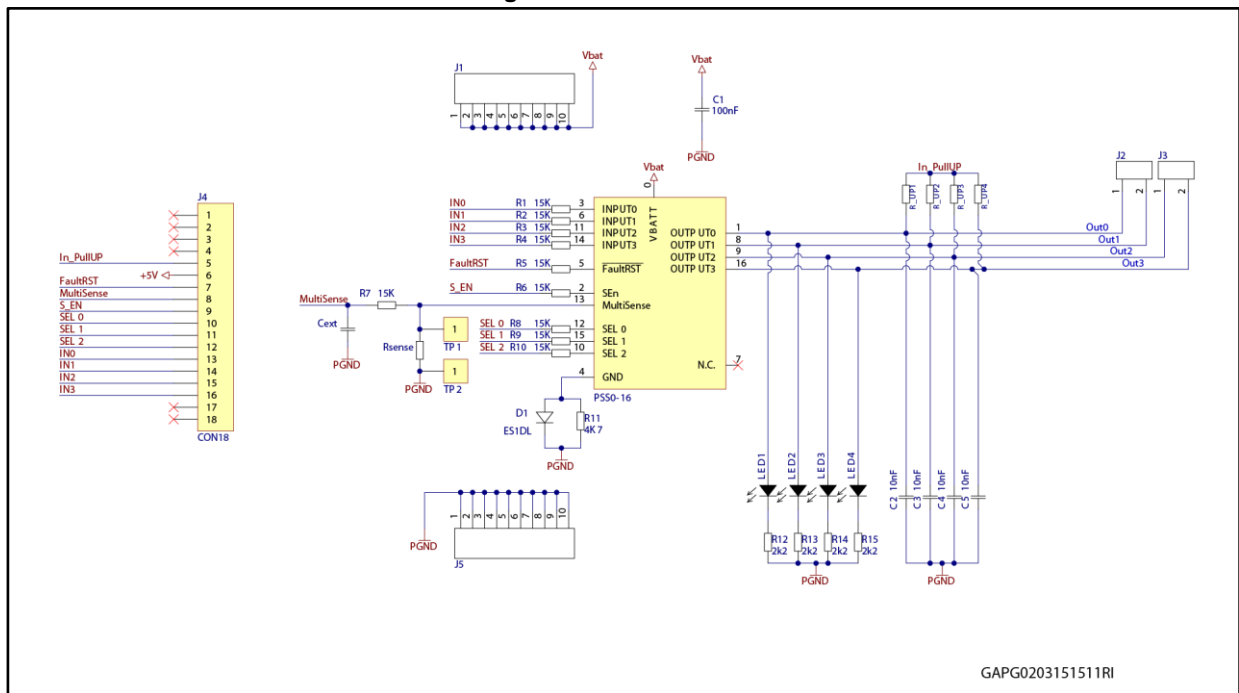 Vbat
J1
1 2 3 4 5 6 7 8 9 10
Vbat
C1
100nF
PGND
Vbat
0
VBATT
IN0 R1 15K 3 INPUT0
IN1 R2 15K 6 INPUT1
IN2 R3 15K 11 INPUT2
IN3 R4 15K 14 INPUT3
FaultRST R5 15K 5 FaultRST
S_EN R6 15K 2 SEn
13 MultiSense
SEL 0 R8 15K 12 SEL 0
SEL 1 R9 15K 15 SEL 1
SEL 2 R10 15K 10 SEL 2
4 GND
PSS0-16
OUTP UT0 1
OUTP UT1 8
OUTP UT2 9
OUTP UT3 16
N.C. 7
MultiSense R7 15K
Cext
PGND
Rsense
PGND
1
TP 1
1
TP 2
D1
ES1DL
R11
4K 7
PGND
J4
1
2
3
4
In_PullUP 5
+5V 6
FaultRST 7
MultiSense 8
S_EN 9
SEL 0 10
SEL 1 11
SEL 2 12
IN0 13
IN1 14
IN2 15
IN3 16
17
18
CON18
PGND
1 2 3 4 5 6 7 8 9 10
J5
In_PullUP
R_UP1
R_UP2
R_UP3
R_UP4
J2
1 2
J3
1 2
Out0
Out1
Out2
Out3
LED1
LED2
LED3
LED4
R12
2k2
R13
2k2
R14
2k2
R15
2k2
PGND
C2 10nF
C3 10nF
C4 10nF
C5 10nF
PGND
GAPG0203151511RI